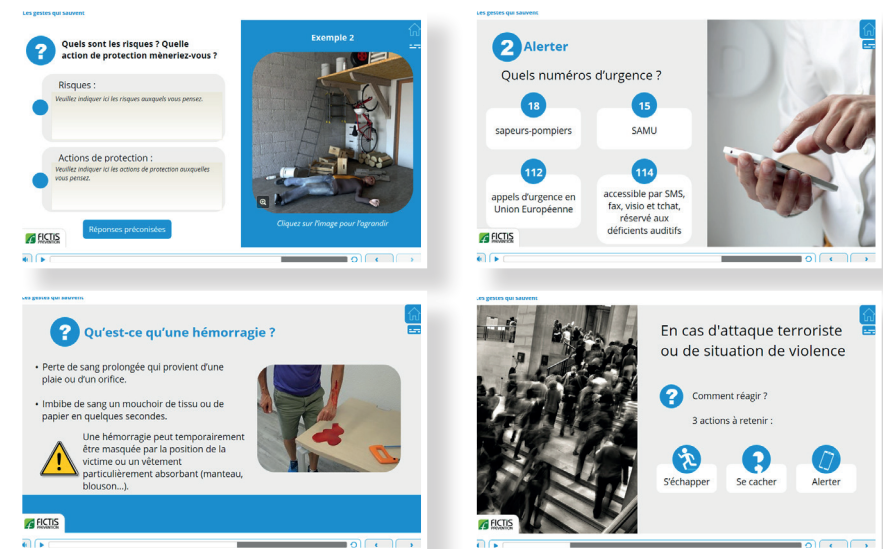 Les gestes qui sauvent
?
Quels sont les risques ? Quelle
action de protection mèneriez-vous ?
Risques :
Veuillez indiquer ici les risques auxquels vous pensez.
Actions de protection :
Veuillez indiquer ici les actions de protection auxquelles
vous pensez.
Réponses préconisées
Exemple 2
Cliquez sur l'image pour l'agrandir
FICTIS
PREVENTION
Les gestes qui sauvent
2 Alerter
Quels numéros d'urgence ?
18
sapeurs-pompiers
15
SAMU
112
appels d'urgence en
Union Européenne
114
accessible par SMS,
fax, visio et tchat,
réservé aux
déficients auditifs
FICTIS
PREVENTION
Les gestes qui sauvent
? Qu'est-ce qu'une hémorragie ?
• Perte de sang prolongée qui provient d'une
plaie ou d'un orifice.
• Imbibe de sang un mouchoir de tissu ou de
papier en quelques secondes.
!
Une hémorragie peut temporairement
être masquée par la position de la
victime ou un vêtement
particulièrement absorbant (manteau,
blouson...).
FICTIS
PREVENTION
Les gestes qui sauvent
En cas d'attaque terroriste
ou de situation de violence
? Comment réagir ?
3 actions à retenir :
S'échapper
Se cacher
Alerter
FICTIS
PREVENTION